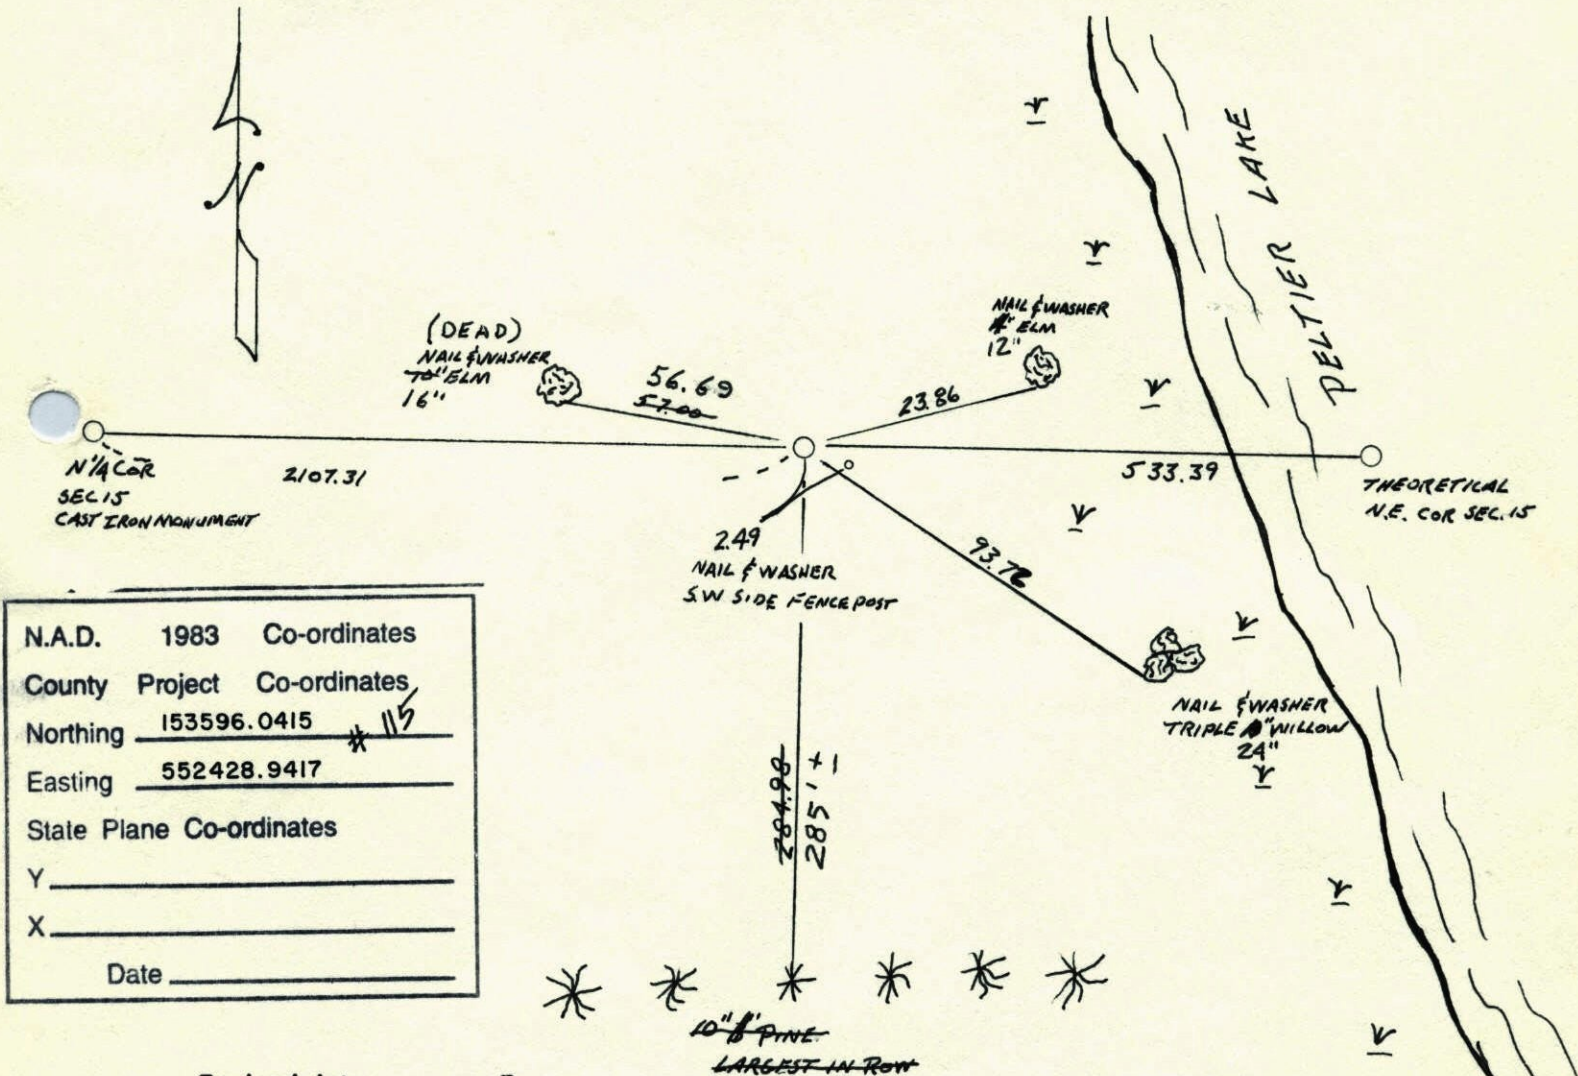 N
PELTIER LAKE
(DEAD)
NAIL & WASHER
10" ELM
16"
56.69
57.00
NAIL & WASHER
ELM
12"
23.86
N 1/4 COR
SEC 15
CAST IRON MONUMENT
2107.31
533.39
THEORETICAL
N.E. COR SEC. 15
2.49
NAIL & WASHER
S.W SIDE FENCE POST
93.72
NAIL & WASHER
TRIPLE WILLOW
24"
284.98
285' ±
N.A.D. 1983 Co-ordinates
County Project Co-ordinates
Northing 153596.0415 # 115
Easting 552428.9417
State Plane Co-ordinates
Y
X
Date
10" PINE
LARGEST IN ROW